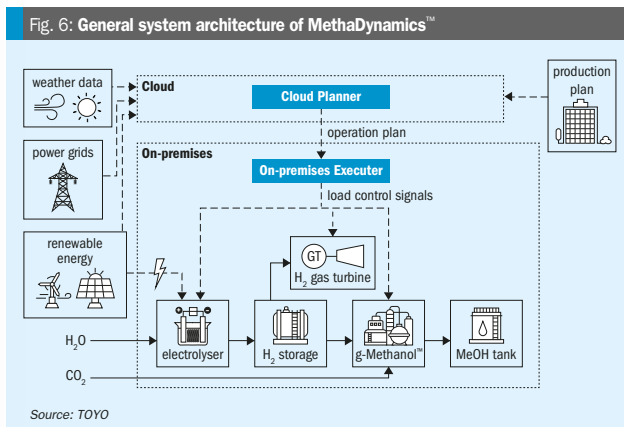 Fig. 6: General system architecture of MethaDynamics™
weather data
Cloud
Cloud Planner
production
plan
operation plan
power grids
On-premises
On-premises Executer
load control signals
renewable
energy
GT
H₂ gas turbine
H₂O
electrolyser
H₂ storage
g-Methanol™
MeOH tank
CO₂
Source: TOYO